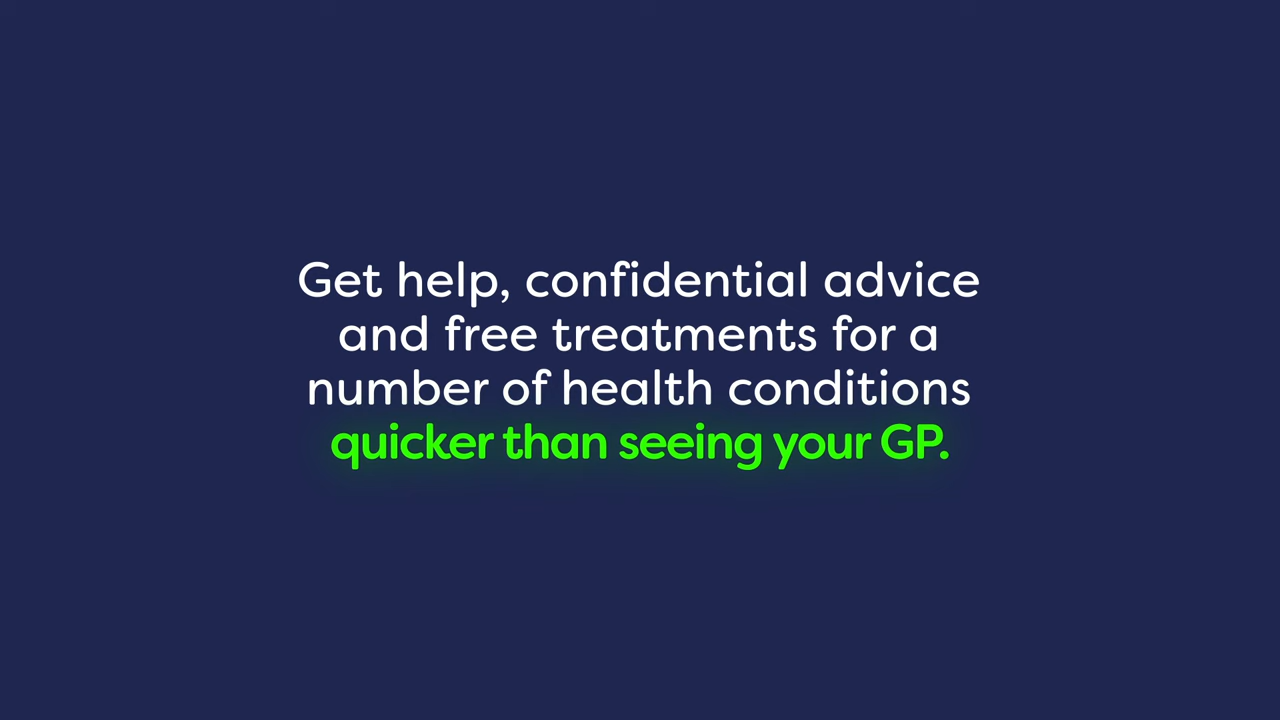 Get help, confidential advice
and free treatments for a
number of health conditions
quicker than seeing your GP.